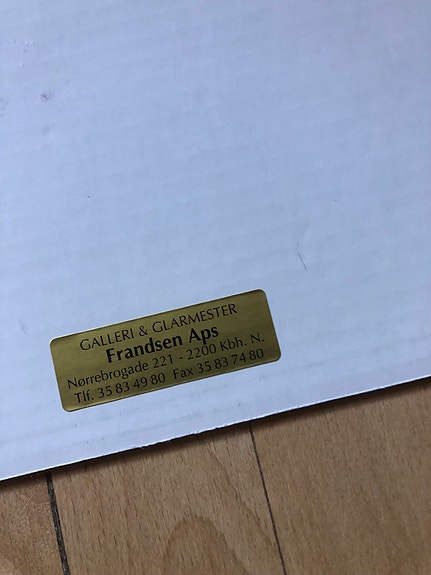 GALLERI & GLARMESTER
Frandsen Aps
Nørrebrogade 221 - 2200 Kbh. N.
Tlf. 35 83 49 80 Fax 35 83 74 80